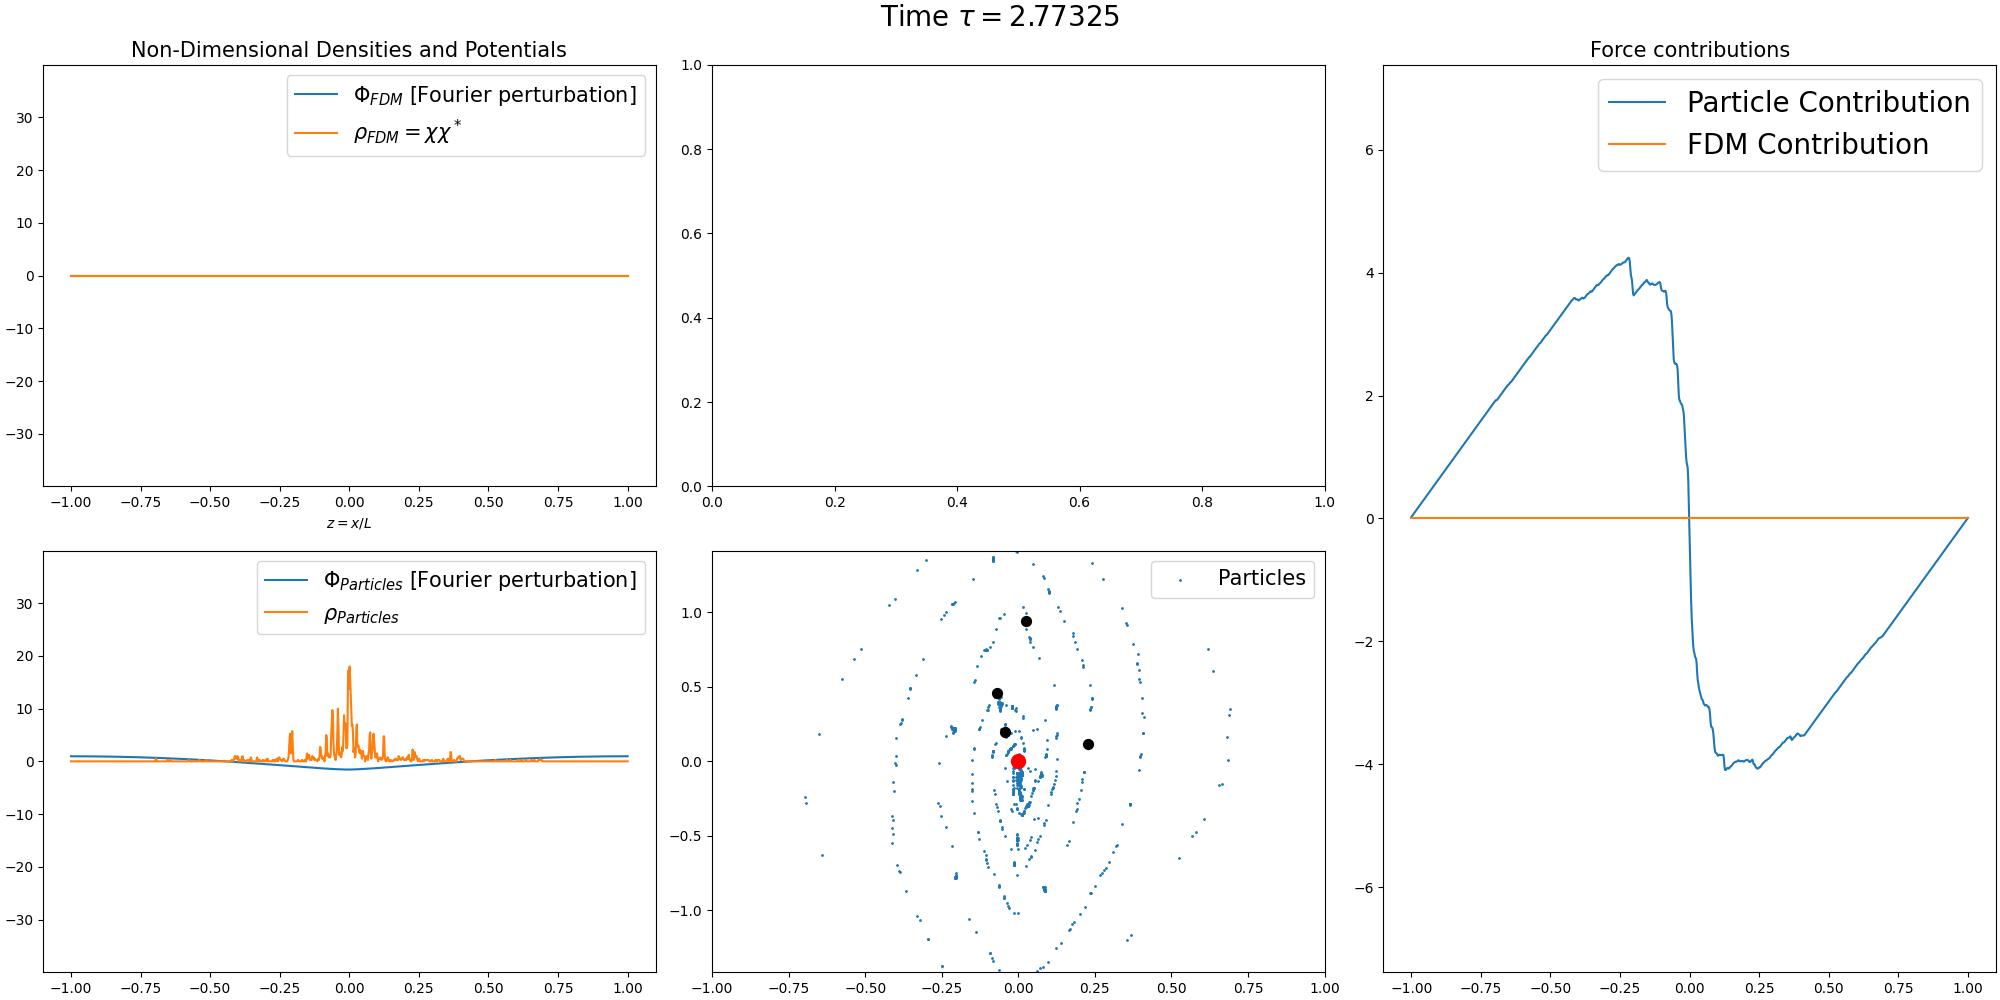 Time τ = 2.77325
Non-Dimensional Densities and Potentials
Φ_FDM [Fourier perturbation]
ρ_FDM = χχ*
30
20
10
0
−10
−20
−30
−1.00 −0.75 −0.50 −0.25 0.00 0.25 0.50 0.75 1.00
z = x/L
1.0
0.8
0.6
0.4
0.2
0.0
0.0 0.2 0.4 0.6 0.8 1.0
Force contributions
Particle Contribution
FDM Contribution
6
4
2
0
−2
−4
−6
−1.00 −0.75 −0.50 −0.25 0.00 0.25 0.50 0.75 1.00
Φ_Particles [Fourier perturbation]
ρ_Particles
30
20
10
0
−10
−20
−30
−1.00 −0.75 −0.50 −0.25 0.00 0.25 0.50 0.75 1.00
Particles
1.0
0.5
0.0
−0.5
−1.0
−1.00 −0.75 −0.50 −0.25 0.00 0.25 0.50 0.75 1.00